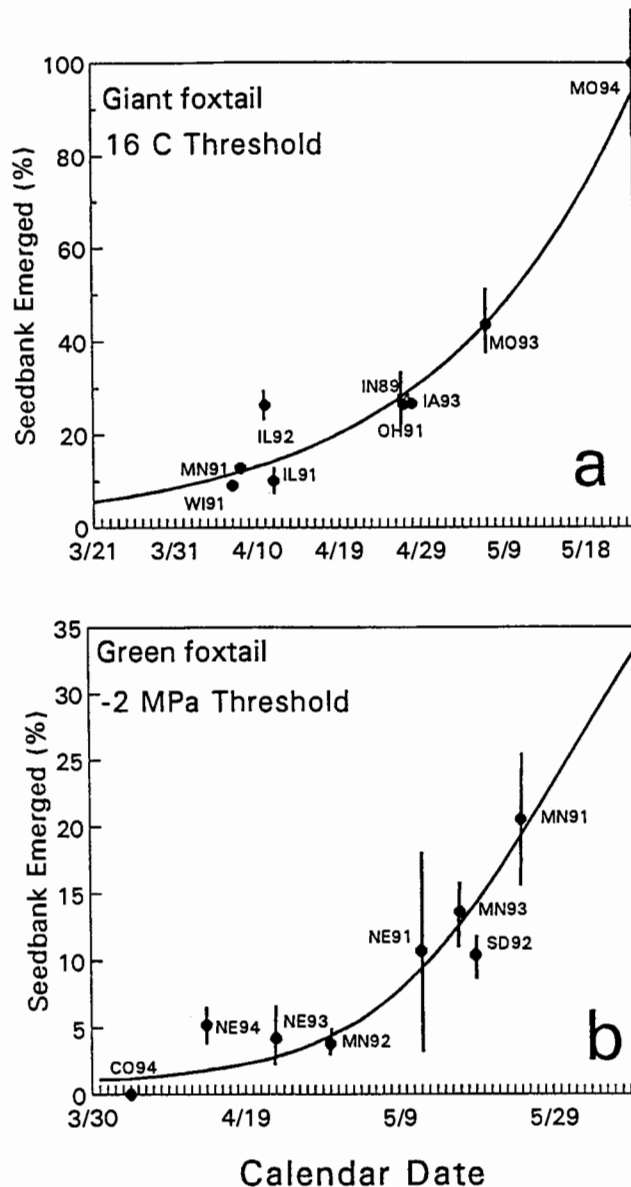 100
Giant foxtail
MO94
16 C Threshold
80
Seedbank Emerged (%)
60
MO93
40
IN89
IA93
OH91
IL92
20
MN91
IL91
WI91
a
0
3/21 3/31 4/10 4/19 4/29 5/9 5/18
35
Green foxtail
30
-2 MPa Threshold
25
Seedbank Emerged (%)
20
MN91
15
MN93
NE91
SD92
10
NE94
NE93
5
MN92
CO94
b
0
3/30 4/19 5/9 5/29
Calendar Date